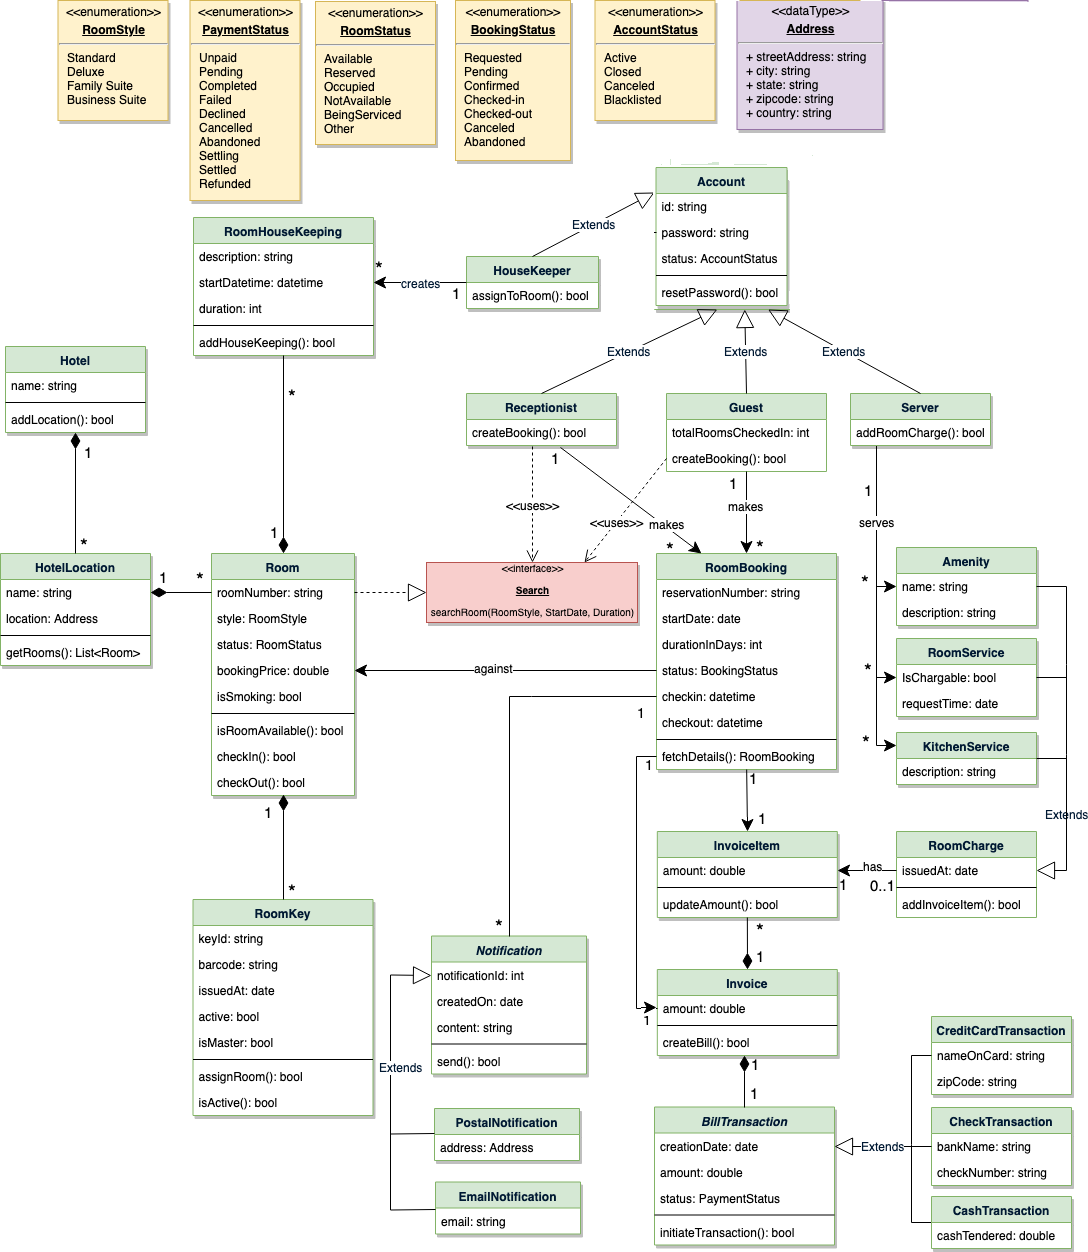 <<enumeration>>
RoomStyle
Standard
Deluxe
Family Suite
Business Suite
<<enumeration>>
PaymentStatus
Unpaid
Pending
Completed
Failed
Declined
Cancelled
Abandoned
Settling
Settled
Refunded
<<enumeration>>
RoomStatus
Available
Reserved
Occupied
NotAvailable
BeingServiced
Other
<<enumeration>>
BookingStatus
Requested
Pending
Confirmed
Checked-in
Checked-out
Canceled
Abandoned
<<enumeration>>
AccountStatus
Active
Closed
Canceled
Blacklisted
<<dataType>>
Address
+ streetAddress: string
+ city: string
+ state: string
+ zipcode: string
+ country: string
Account
id: string
password: string
status: AccountStatus
resetPassword(): bool
Extends
RoomHouseKeeping
description: string
startDatetime: datetime
duration: int
addHouseKeeping(): bool
*
creates
1
HouseKeeper
assignToRoom(): bool
Hotel
name: string
addLocation(): bool
1
*
*
1
Extends
Extends
Extends
Receptionist
createBooking(): bool
1
Guest
totalRoomsCheckedIn: int
createBooking(): bool
1
Server
addRoomCharge(): bool
1
serves
<<uses>>
<<uses>>
makes
makes
*
*
HotelLocation
name: string
location: Address
getRooms(): List<Room>
1
*
Room
roomNumber: string
style: RoomStyle
status: RoomStatus
bookingPrice: double
isSmoking: bool
isRoomAvailable(): bool
checkIn(): bool
checkOut(): bool
1
*
<<interface>>
Search
searchRoom(RoomStyle, StartDate, Duration)
against
RoomBooking
reservationNumber: string
startDate: date
durationInDays: int
status: BookingStatus
checkin: datetime
checkout: datetime
fetchDetails(): RoomBooking
1
1
1
1
*
*
*
Amenity
name: string
description: string
RoomService
IsChargable: bool
requestTime: date
KitchenService
description: string
Extends
RoomCharge
issuedAt: date
addInvoiceItem(): bool
has
0..1
1
InvoiceItem
amount: double
updateAmount(): bool
*
1
RoomKey
keyId: string
barcode: string
issuedAt: date
active: bool
isMaster: bool
assignRoom(): bool
isActive(): bool
*
Notification
notificationId: int
createdOn: date
content: string
send(): bool
Extends
PostalNotification
address: Address
EmailNotification
email: string
Invoice
amount: double
createBill(): bool
1
1
1
BillTransaction
creationDate: date
amount: double
status: PaymentStatus
initiateTransaction(): bool
Extends
CreditCardTransaction
nameOnCard: string
zipCode: string
CheckTransaction
bankName: string
checkNumber: string
CashTransaction
cashTendered: double